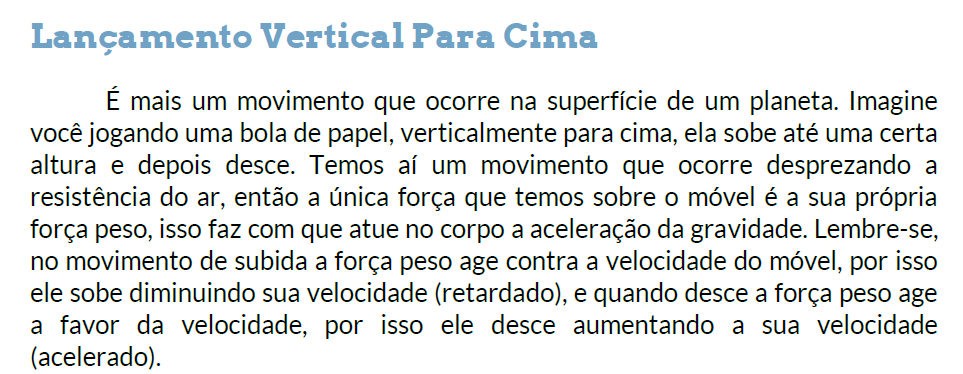 Lançamento Vertical Para Cima
É mais um movimento que ocorre na superfície de um planeta. Imagine
você jogando uma bola de papel, verticalmente para cima, ela sobe até uma certa
altura e depois desce. Temos aí um movimento que ocorre desprezando a
resistência do ar, então a única força que temos sobre o móvel é a sua própria
força peso, isso faz com que atue no corpo a aceleração da gravidade. Lembre-se,
no movimento de subida a força peso age contra a velocidade do móvel, por isso
ele sobe diminuindo sua velocidade (retardado), e quando desce a força peso age
a favor da velocidade, por isso ele desce aumentando a sua velocidade
(acelerado).